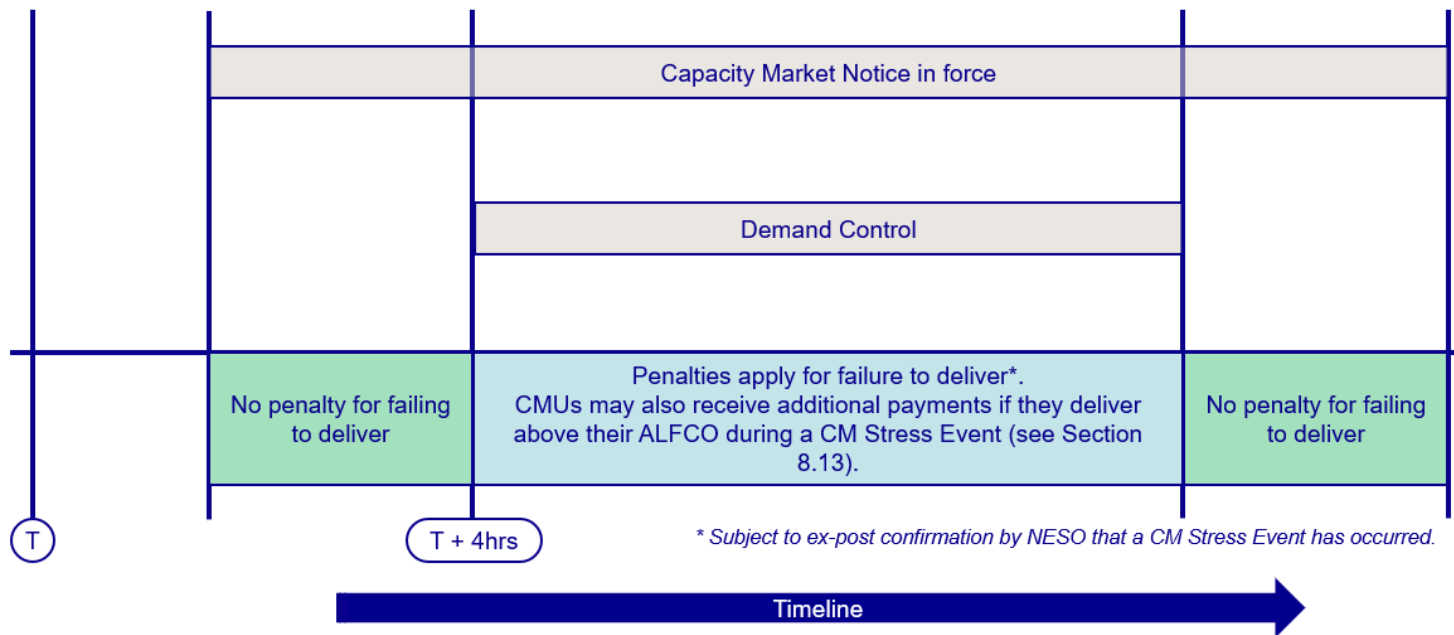 Capacity Market Notice in force
Demand Control
No penalty for failing
to deliver
Penalties apply for failure to deliver*.
CMUs may also receive additional payments if they deliver
above their ALFCO during a CM Stress Event (see Section
8.13).
No penalty for failing
to deliver
T
T + 4hrs
* Subject to ex-post confirmation by NESO that a CM Stress Event has occurred.
Timeline